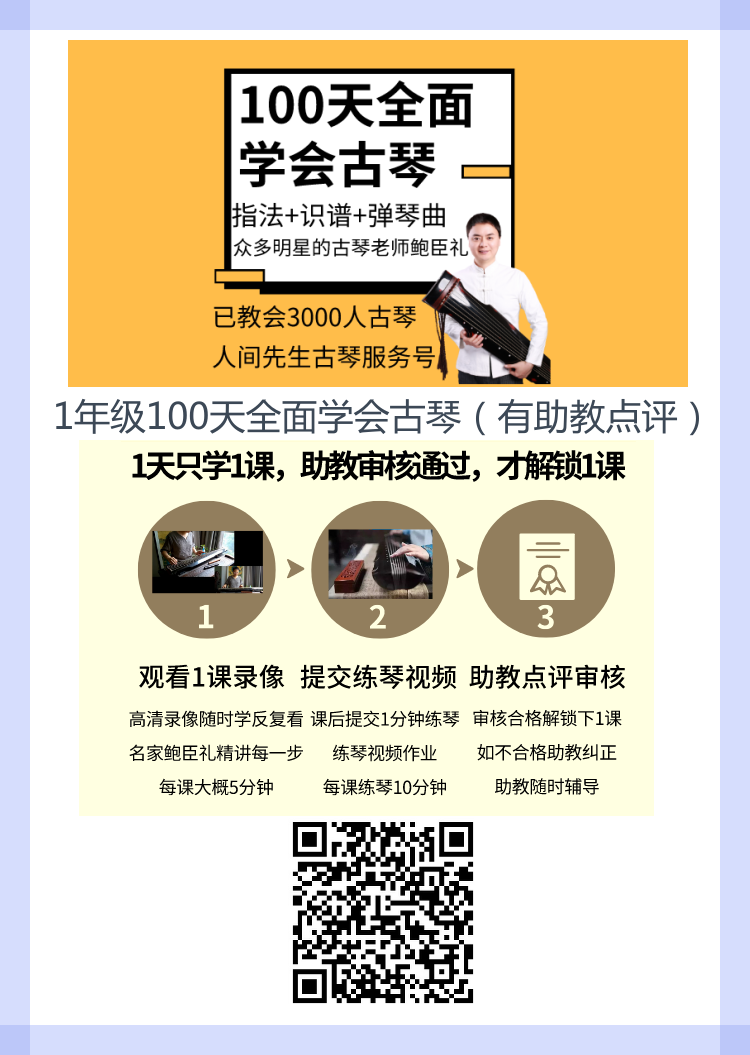 100天全面
学会古琴
指法+识谱+弹琴曲
众多明星的古琴老师鲍臣礼
已教会3000人古琴
人间先生古琴服务号
1年级100天全面学会古琴（有助教点评）
1天只学1课，助教审核通过，才解锁1课
1
2
3
观看1课录像
提交练琴视频
助教点评审核
高清录像随时学反复看
课后提交1分钟练琴
审核合格解锁下1课
名家鲍臣礼精讲每一步
练琴视频作业
如不合格助教纠正
每课大概5分钟
每课练琴10分钟
助教随时辅导